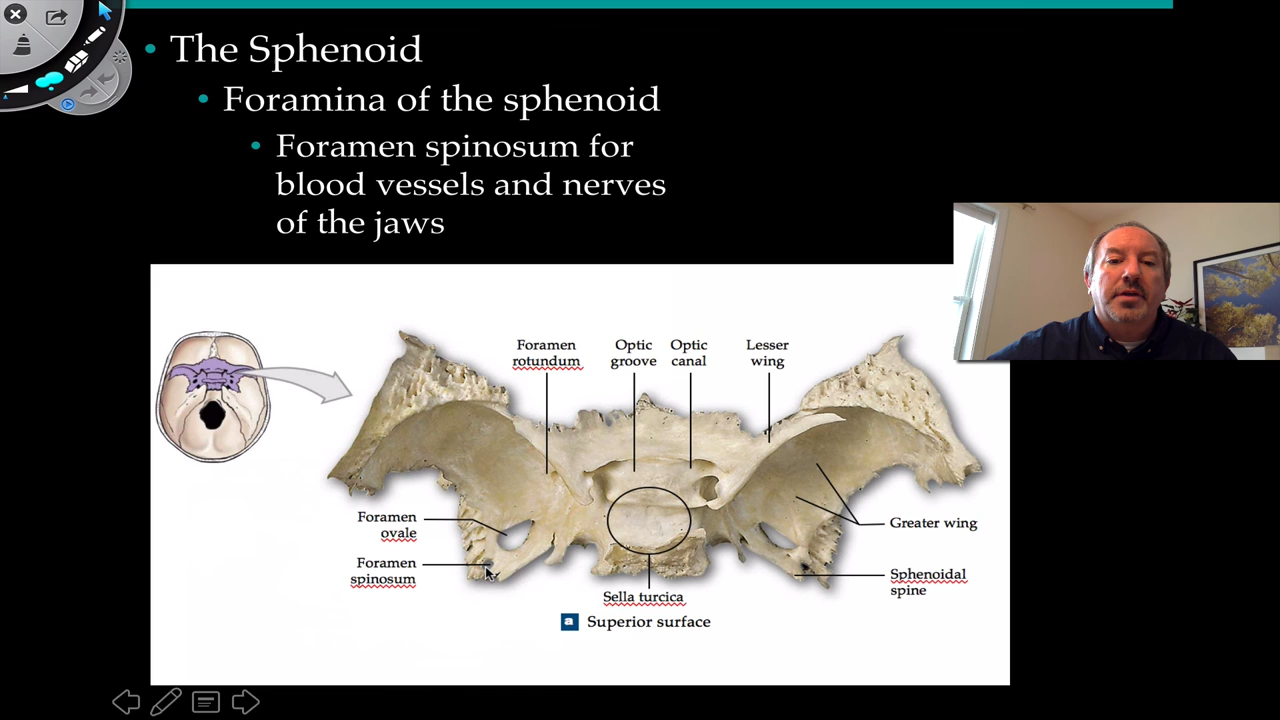 The Sphenoid
Foramina of the sphenoid
Foramen spinosum for
blood vessels and nerves
of the jaws
Foramen
rotundum
Optic
groove
Optic
canal
Lesser
wing
Foramen
ovale
Foramen
spinosum
Greater wing
Sphenoidal
spine
Sella turcica
a Superior surface